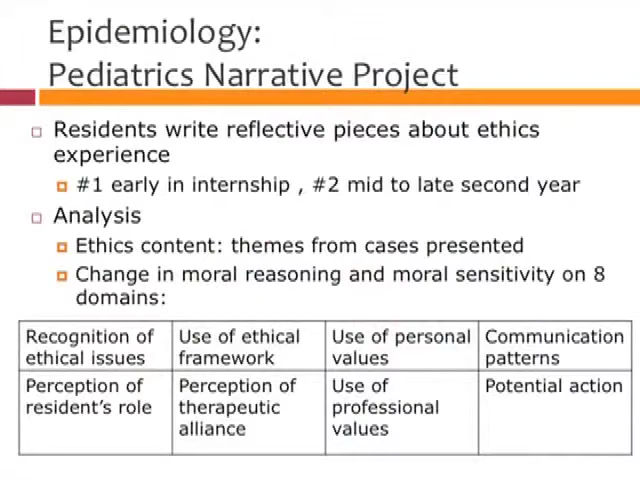 Epidemiology:
Pediatrics Narrative Project
Residents write reflective pieces about ethics
experience
#1 early in internship , #2 mid to late second year
Analysis
Ethics content: themes from cases presented
Change in moral reasoning and moral sensitivity on 8
domains:
Recognition of
ethical issues
Use of ethical
framework
Use of personal
values
Communication
patterns
Perception of
resident's role
Perception of
therapeutic
alliance
Use of
professional
values
Potential action